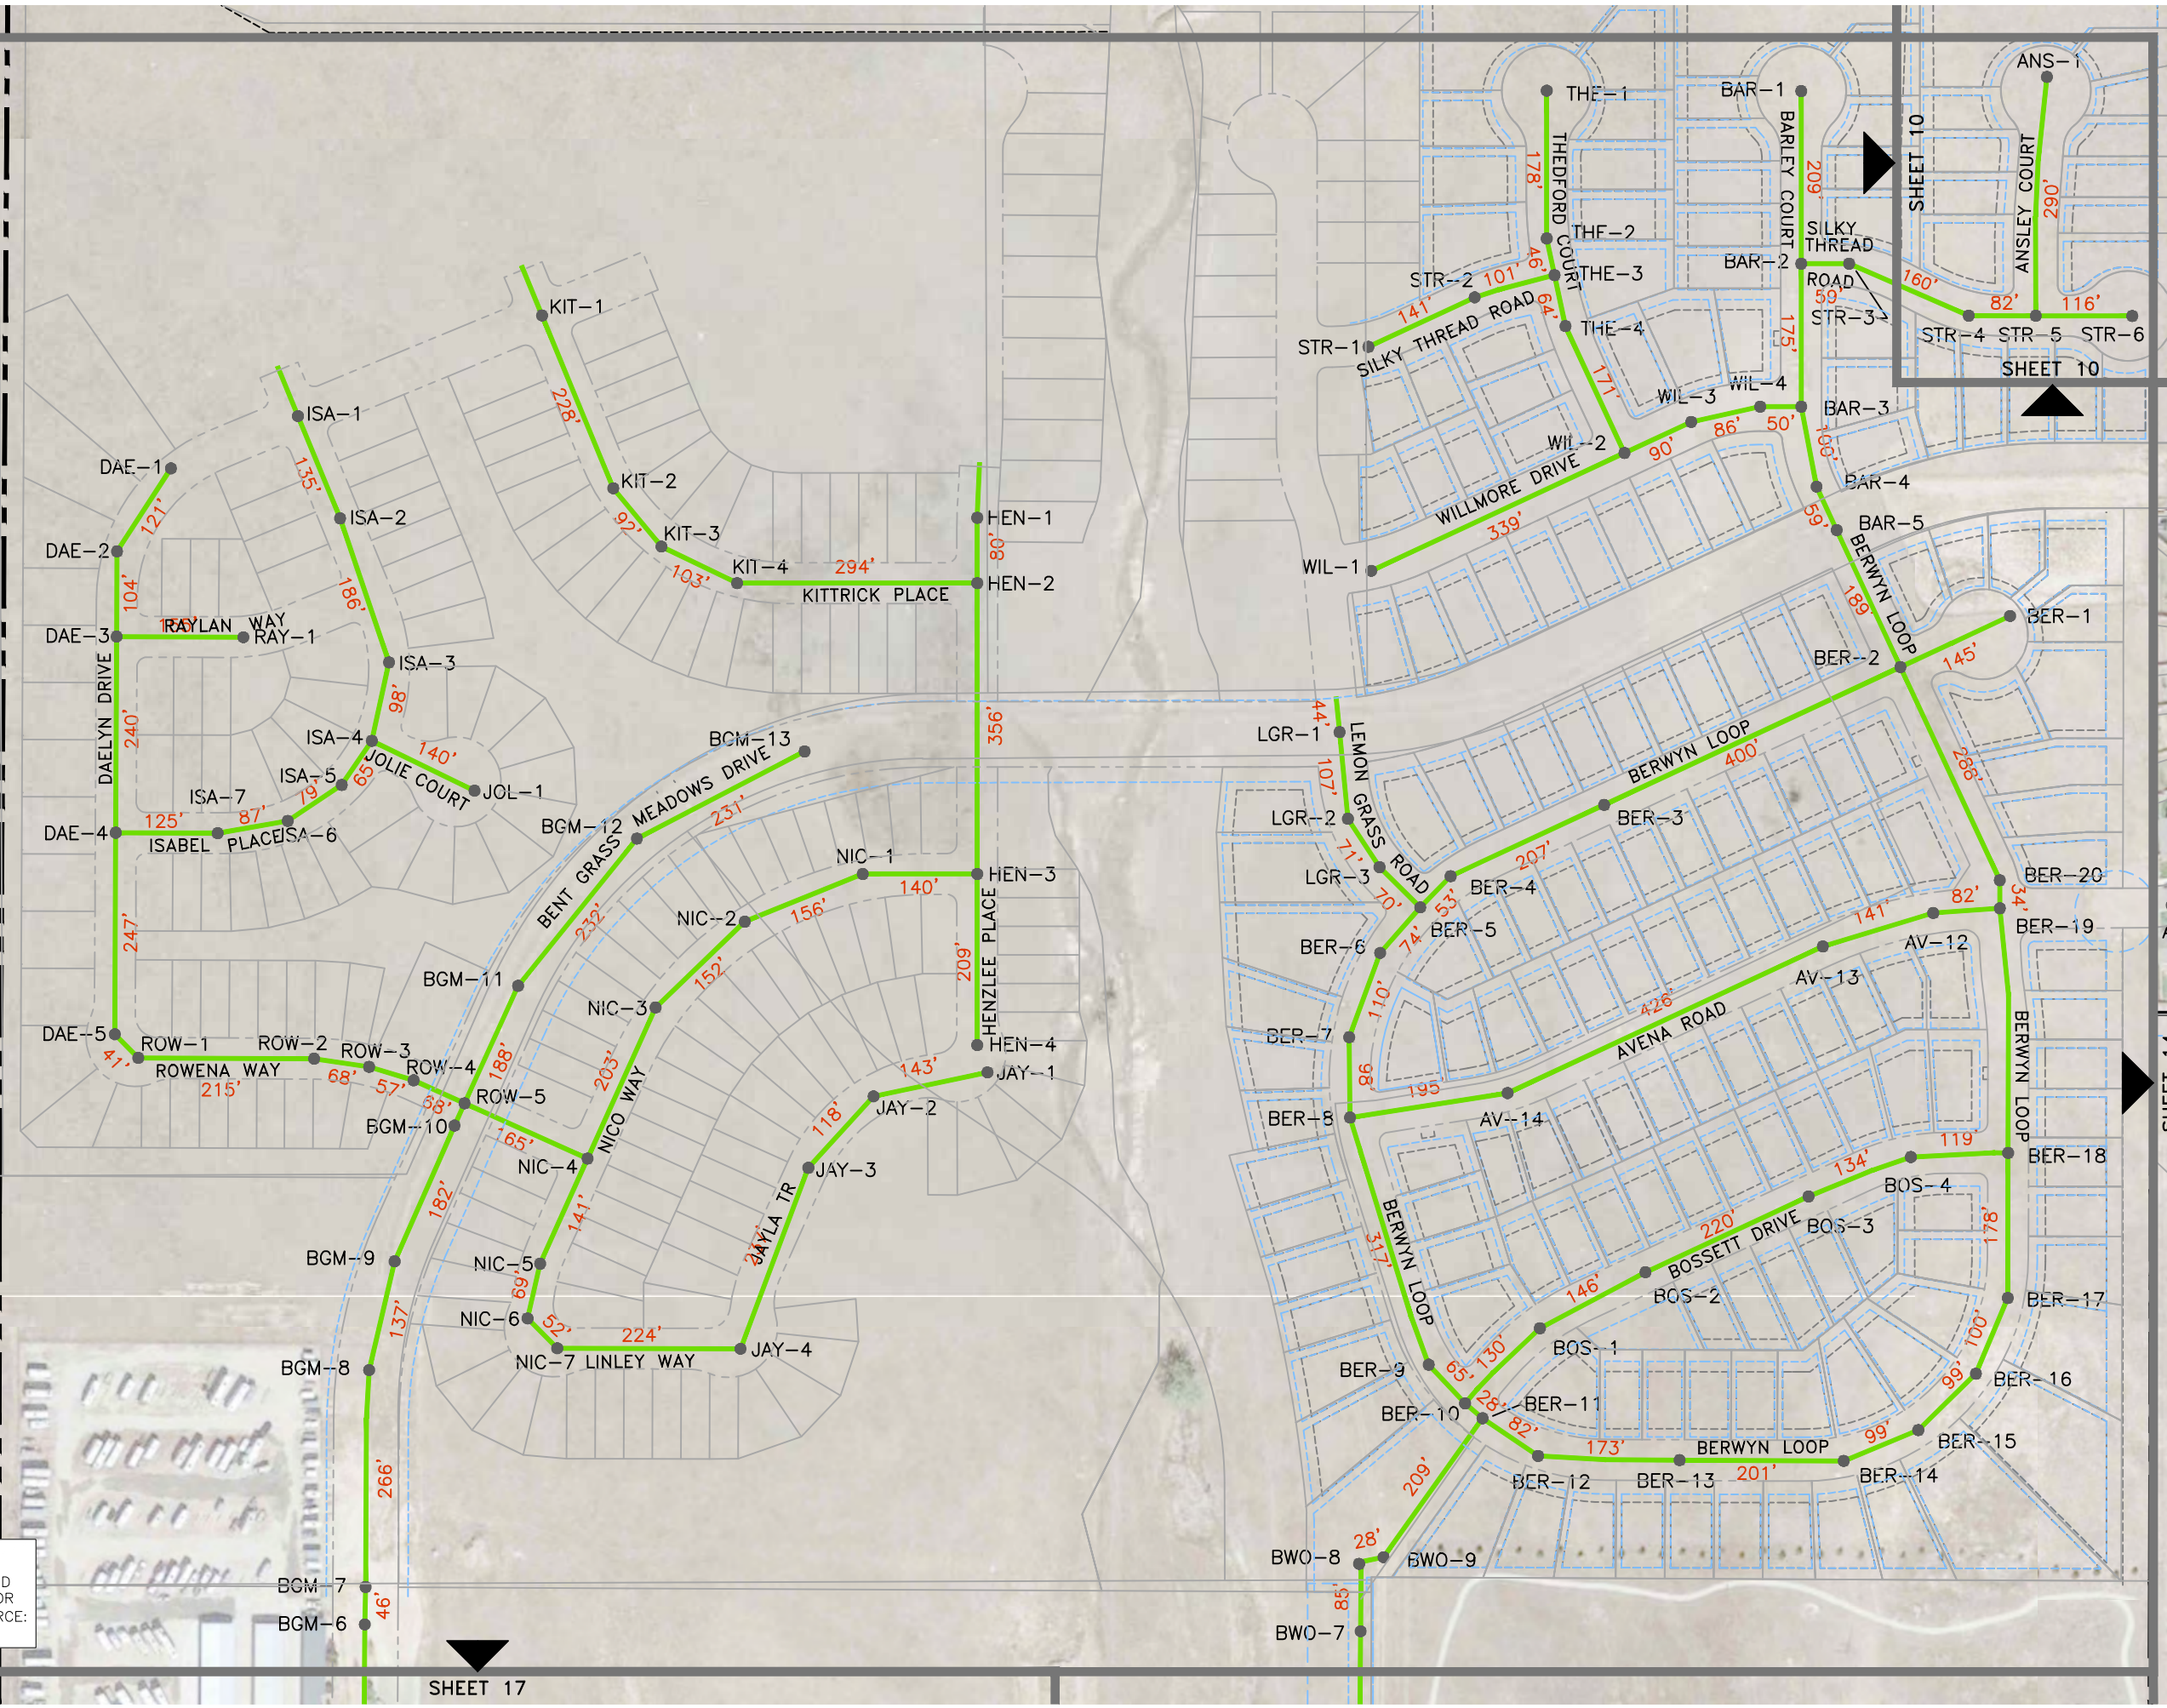 ANS-1
THE-1
BAR-1
178'
THEDFORD COURT
BARLEY COURT
209'
SHEET 10
ANSLEY COURT
290'
THE-2
46'
THE-3
STR-2
101'
141'
SILKY THREAD ROAD
STR-1
64'
THE-4
171'
BAR-2
SILKY
THREAD
ROAD
59'
STR-3
160'
82'
116'
STR-4
STR-5
STR-6
SHEET 10
175'
WIL-4
WIL-3
BAR-3
50'
86'
90'
WIL-2
100'
BAR-4
59'
BAR-5
WILLMORE DRIVE
339'
WIL-1
BERWYN LOOP
189'
BER-1
BER-2
145'
KIT-1
228'
KIT-2
92'
KIT-3
103'
KIT-4
294'
KITTRICK PLACE
HEN-1
80'
HEN-2
356'
ISA-1
135'
ISA-2
186'
ISA-3
98'
ISA-4
140'
JOLIE COURT
JOL-1
65'
ISA-5
79'
ISA-6
ISA-7
87'
125'
ISABEL PLACE
DAE-1
121'
DAE-2
104'
DAE-3
RAYLAN WAY
RAY-1
DAELYN DRIVE
240'
DAE-4
247'
DAE-5
41'
ROW-1
ROW-2
ROW-3
ROW-4
ROW-5
ROWENA WAY
215'
68'
57'
68'
165'
BGM-13
BENT GRASS MEADOWS DRIVE
231'
BGM-12
232'
BGM-11
188'
BGM-10
182'
BGM-9
137'
BGM-8
266'
BGM-7
46'
BGM-6
NIC-1
140'
HEN-3
156'
NIC-2
152'
NIC-3
203'
NICO WAY
NIC-4
141'
NIC-5
69'
NIC-6
52'
NIC-7
224'
LINLEY WAY
JAY-4
209'
HENZLEE PLACE
HEN-4
JAY-1
143'
JAY-2
118'
JAY-3
JAYLA TR
44'
LGR-1
LEMON GRASS ROAD
107'
LGR-2
71'
LGR-3
70'
BERWYN LOOP
400'
BER-3
207'
BER-4
53'
BER-5
74'
BER-6
110'
BER-7
98'
BER-8
195'
AV-14
426'
AVENA ROAD
AV-13
141'
AV-12
82'
288'
BER-20
34'
BER-19
BERWYN LOOP
119'
BER-18
BOS-4
134'
BOS-3
220'
BOSSETT DRIVE
BOS-2
146'
BOS-1
130'
178'
BER-17
100'
BER-16
99'
BER-15
99'
BER-14
201'
BERWYN LOOP
BER-13
173'
BER-12
82'
BER-11
28'
BER-10
65'
BER-9
317'
BERWYN LOOP
209'
28'
BWO-8
BWO-9
85'
BWO-7
SHEET 17
D
OR
RCE: